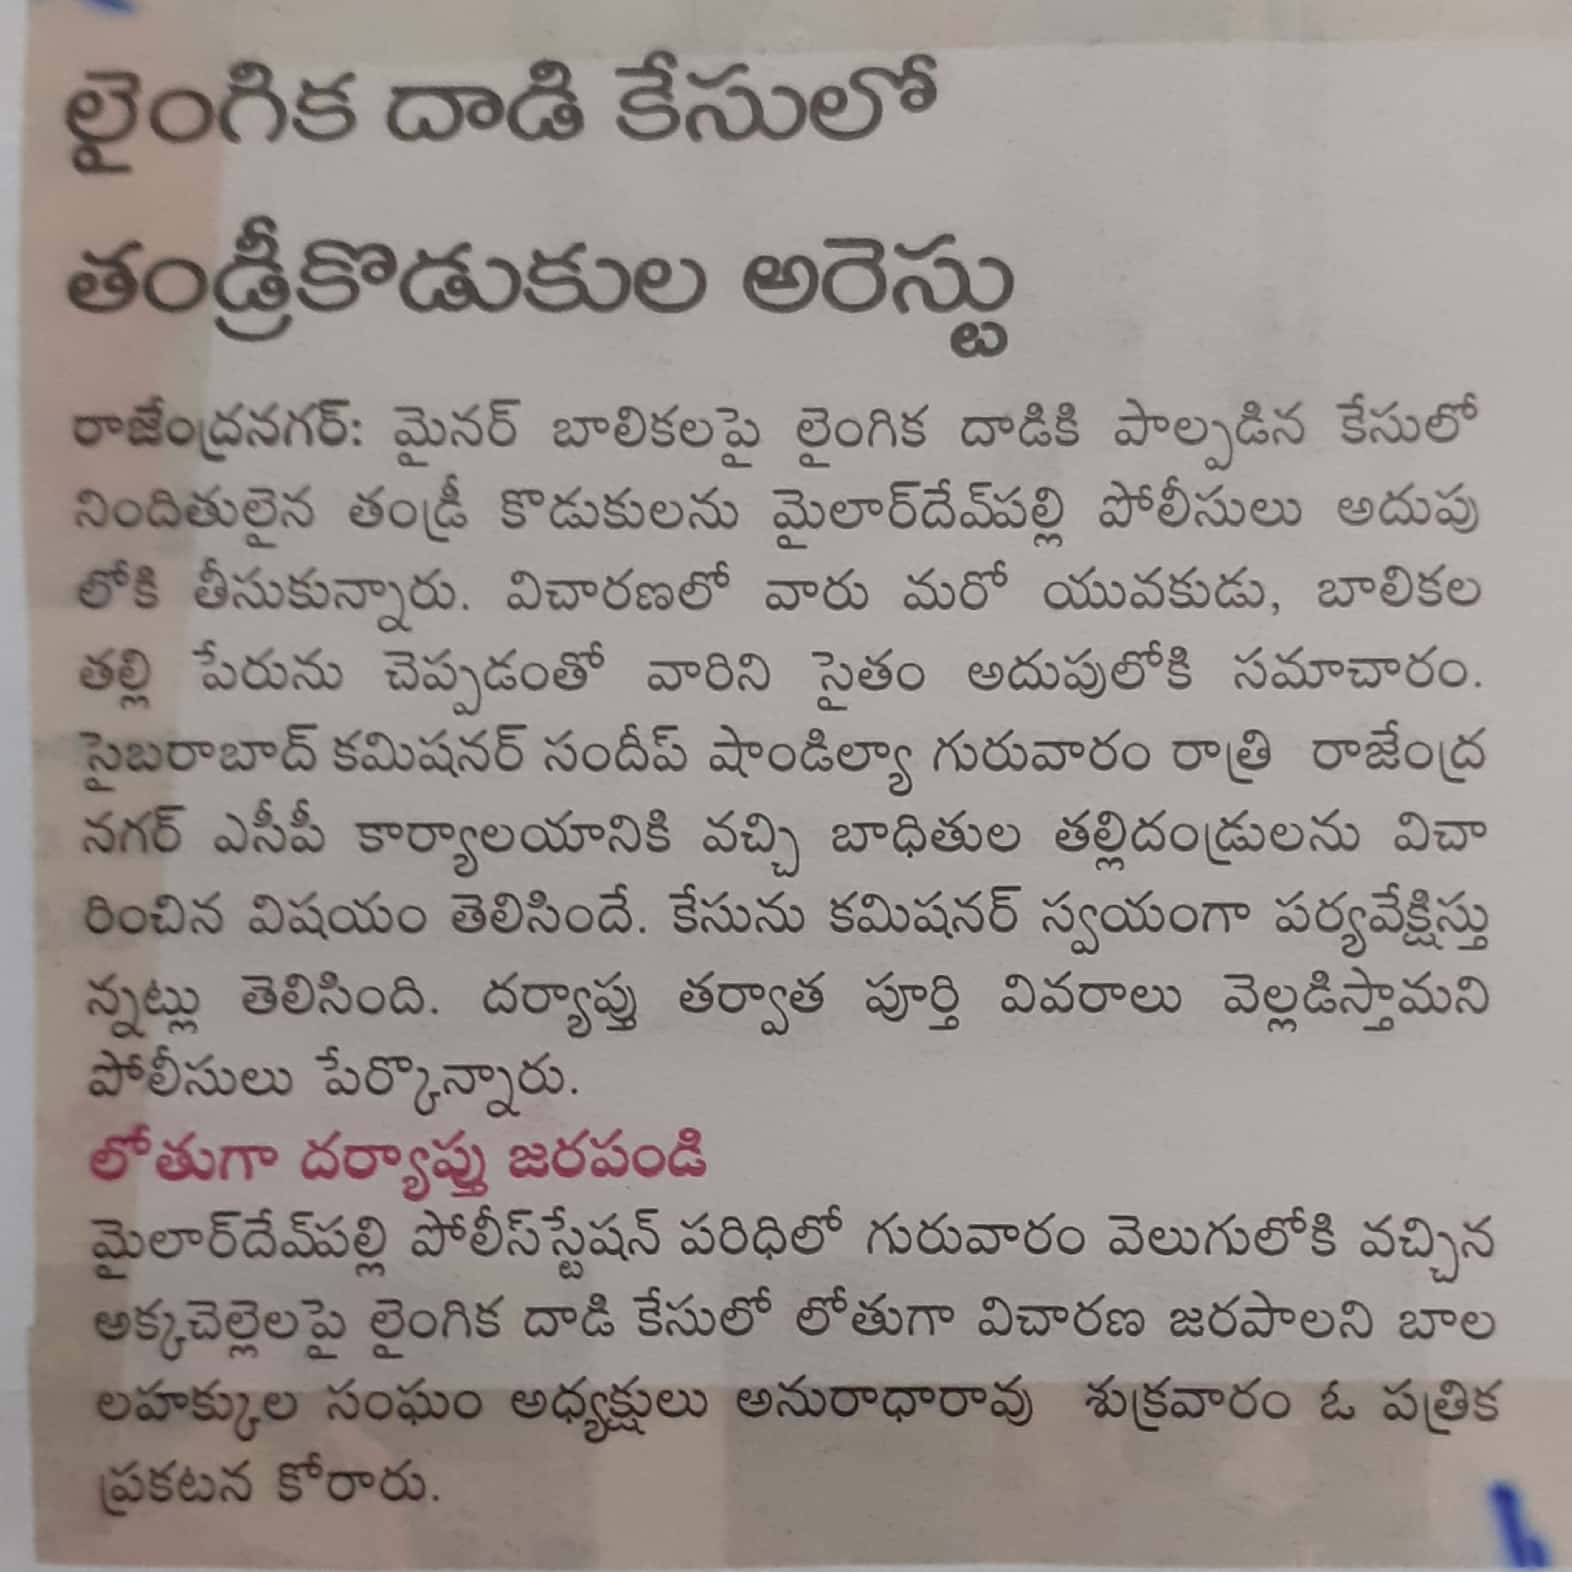 లైంగిక దాడి కేసులో
తండ్రీకొడుకుల అరెస్టు
రాజేంద్రనగర్: మైనర్ బాలికలపై లైంగిక దాడికి పాల్పడిన కేసులో
నిందితులైన తండ్రీ కొడుకులను మైలార్‌దేవ్‌పల్లి పోలీసులు అదుపు
లోకి తీసుకున్నారు. విచారణలో వారు మరో యువకుడు, బాలికల
తల్లి పేరును చెప్పడంతో వారిని సైతం అదుపులోకి సమాచారం.
సైబరాబాద్ కమిషనర్ సందీప్ షాండిల్యా గురువారం రాత్రి రాజేంద్ర
నగర్ ఎసీపీ కార్యాలయానికి వచ్చి బాధితుల తల్లిదండ్రులను విచా
రించిన విషయం తెలిసిందే. కేసును కమిషనర్ స్వయంగా పర్యవేక్షిస్తు
న్నట్లు తెలిసింది. దర్యాప్తు తర్వాత పూర్తి వివరాలు వెల్లడిస్తామని
పోలీసులు పేర్కొన్నారు.
లోతుగా దర్యాప్తు జరపండి
మైలార్‌దేవ్‌పల్లి పోలీస్‌స్టేషన్ పరిధిలో గురువారం వెలుగులోకి వచ్చిన
అక్కచెల్లెలపై లైంగిక దాడి కేసులో లోతుగా విచారణ జరపాలని బాల
లహక్కుల సంఘం అధ్యక్షులు అనురాధారావు శుక్రవారం ఓ పత్రిక
ప్రకటన కోరారు.